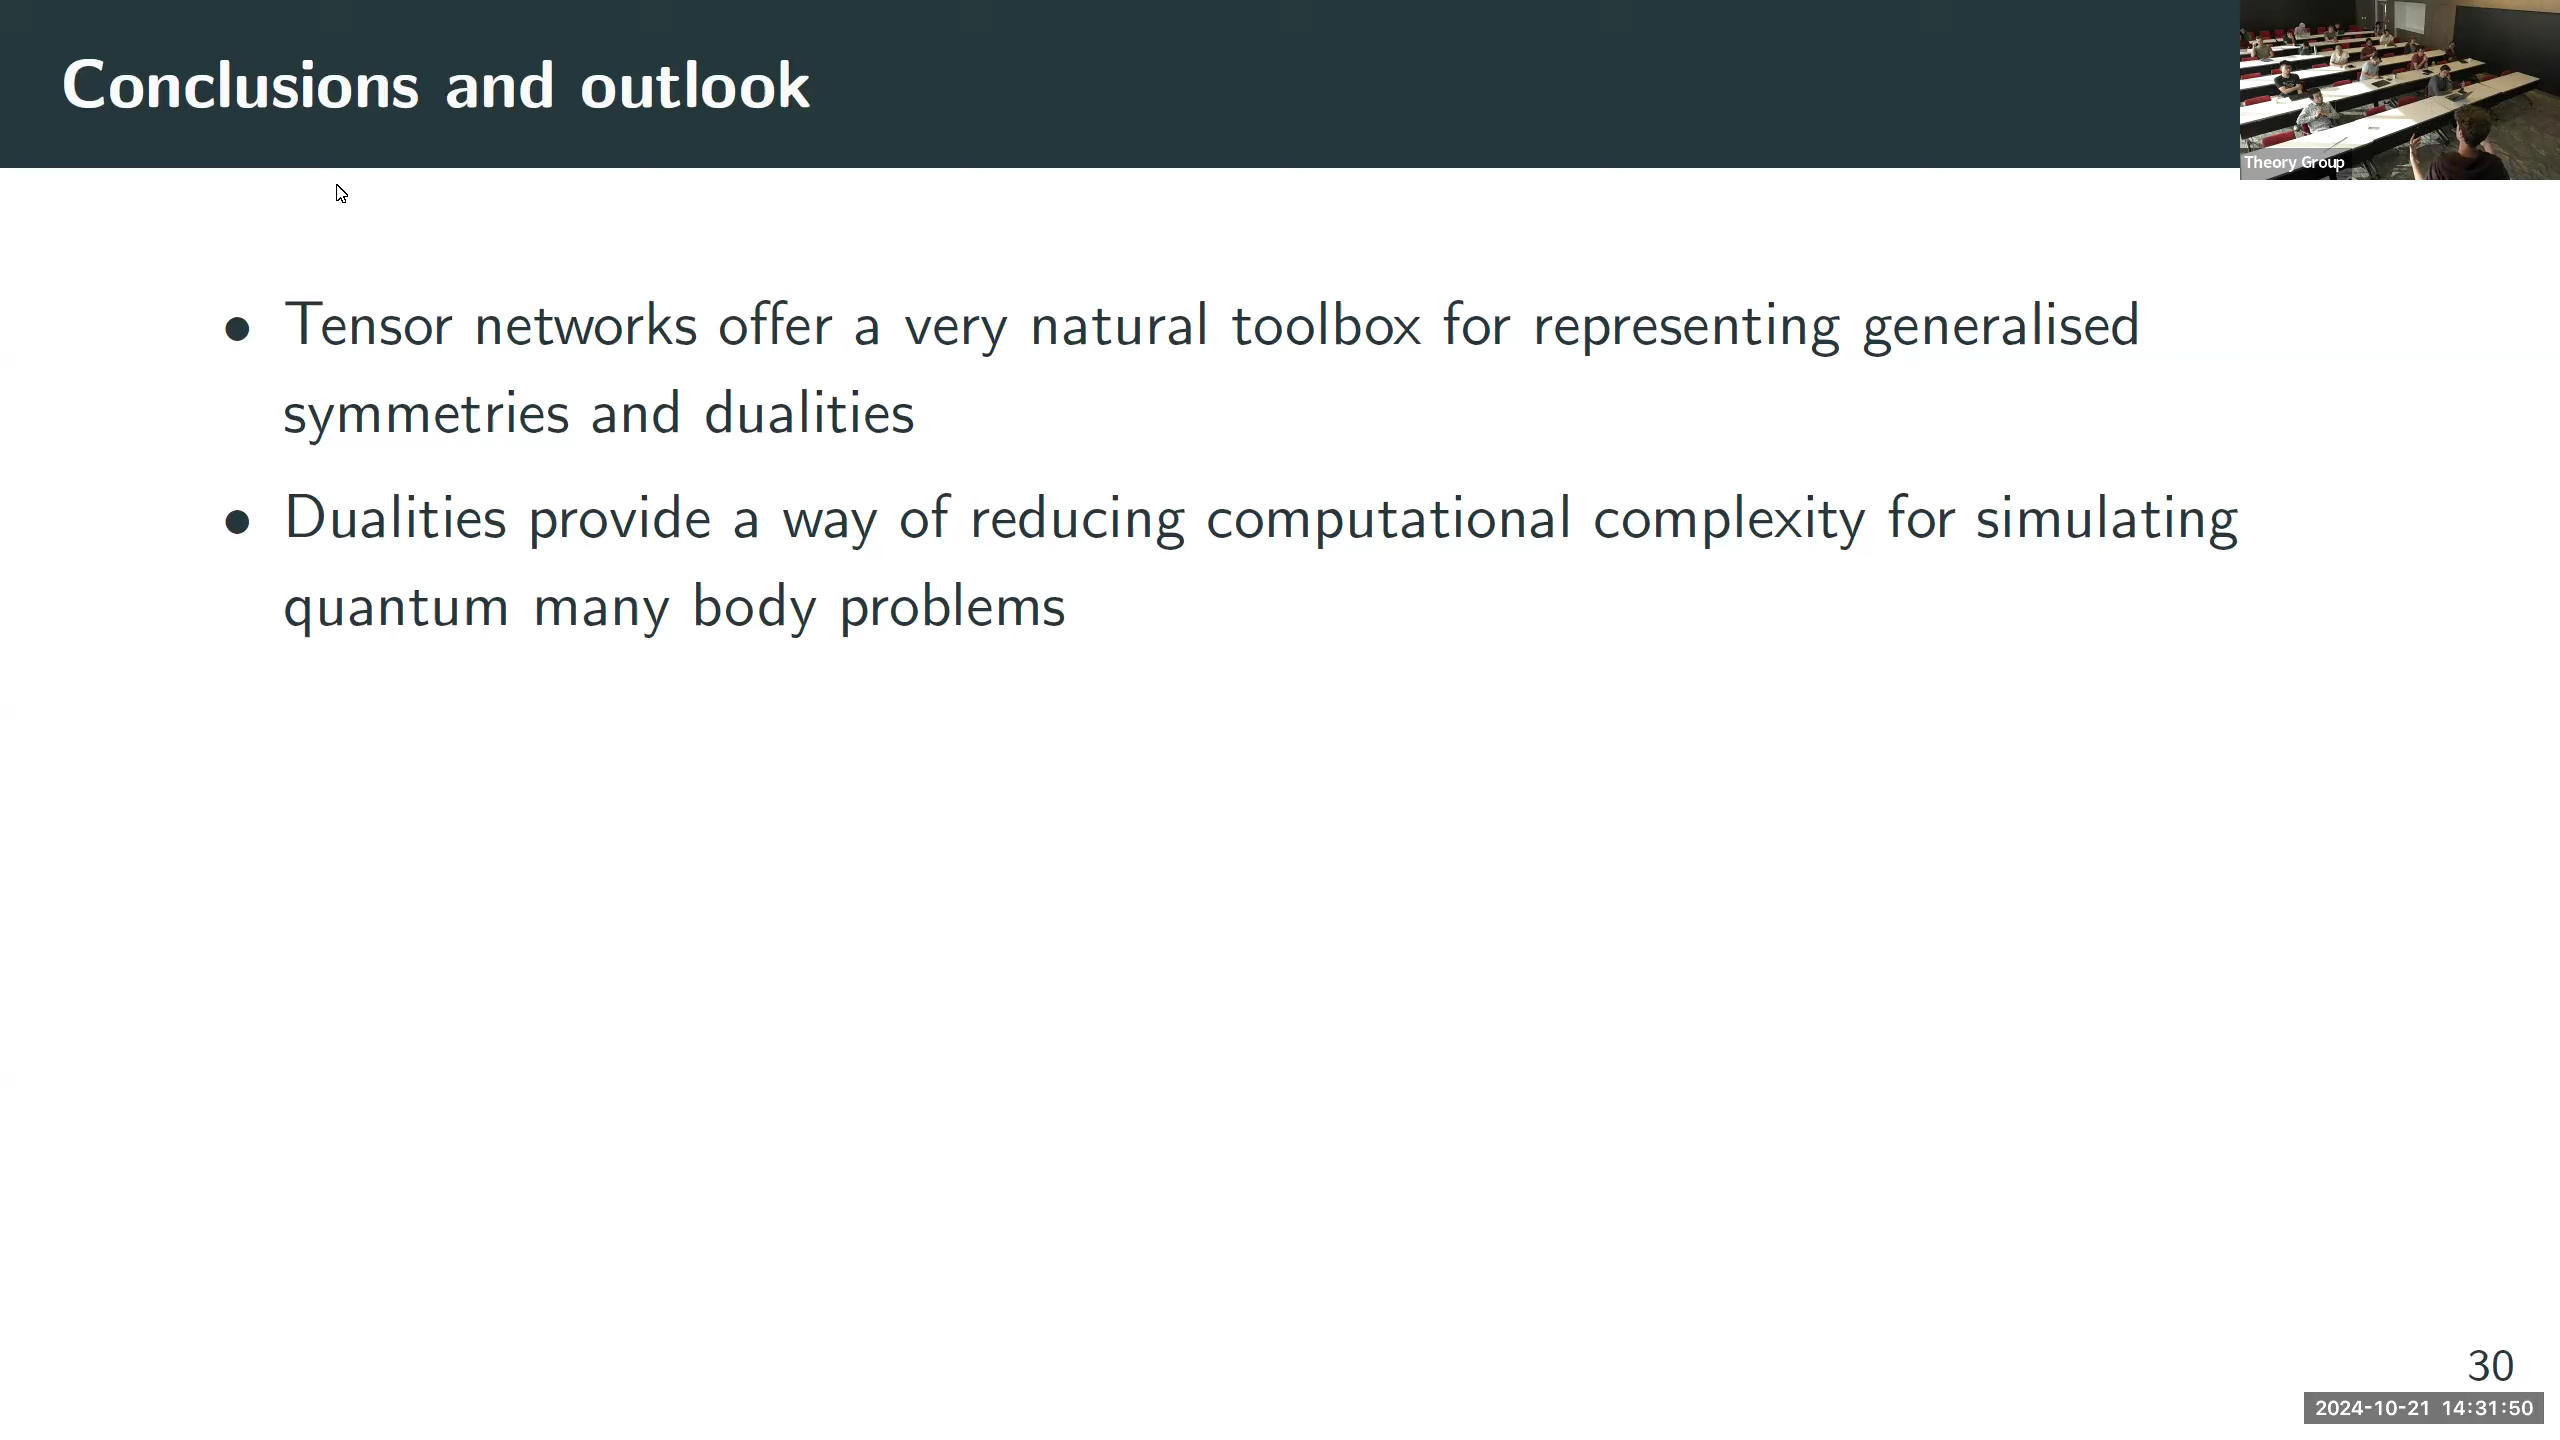 Conclusions and outlook
Theory Group
• Tensor networks offer a very natural toolbox for representing generalised
symmetries and dualities
• Dualities provide a way of reducing computational complexity for simulating
quantum many body problems
30
2024-10-21 14:31:50